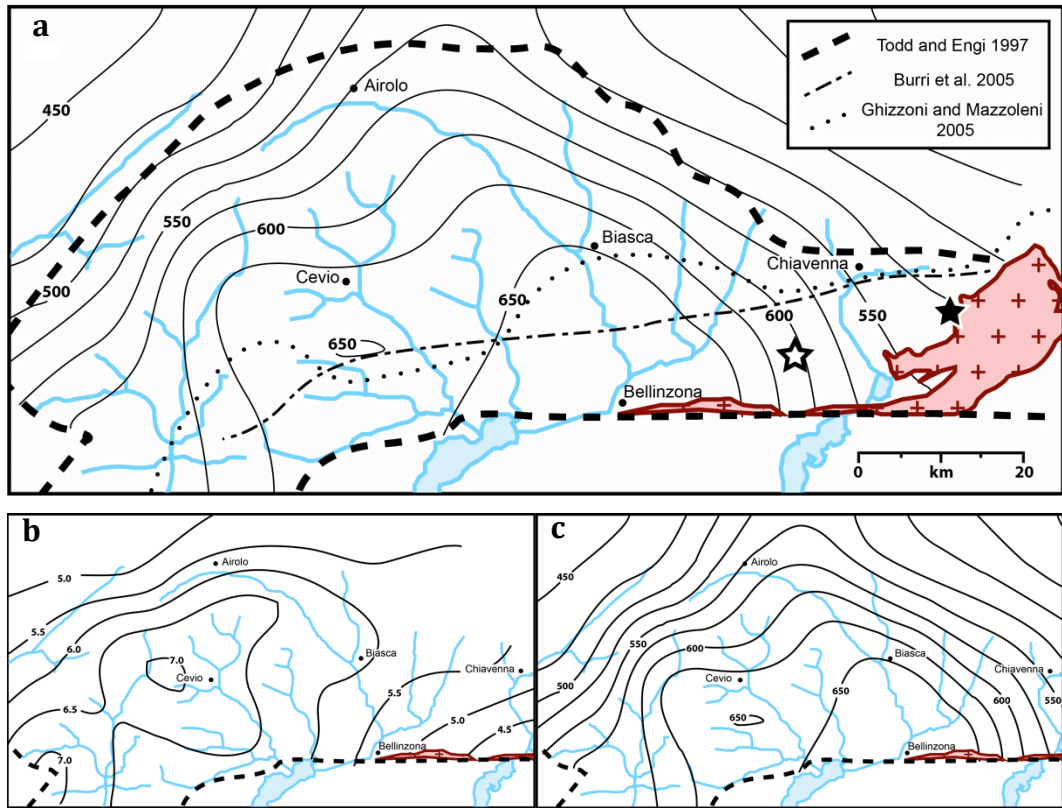 a
Todd and Engi 1997
Burri et al. 2005
Ghizzoni and Mazzoleni
2005
450
Airolo
550
600
Biasca
Chiavenna
Cevio
500
650
600
550
650
Bellinzona
0 20
km
b
Airolo
5.0
5.5
6.0
Biasca
7.0
Cevio
Chiavenna
5.5
6.5
5.0
4.5
7.0
Bellinzona
c
450
Airolo
550
600
Biasca
Chiavenna
500
Cevio
650
600
550
650
Bellinzona